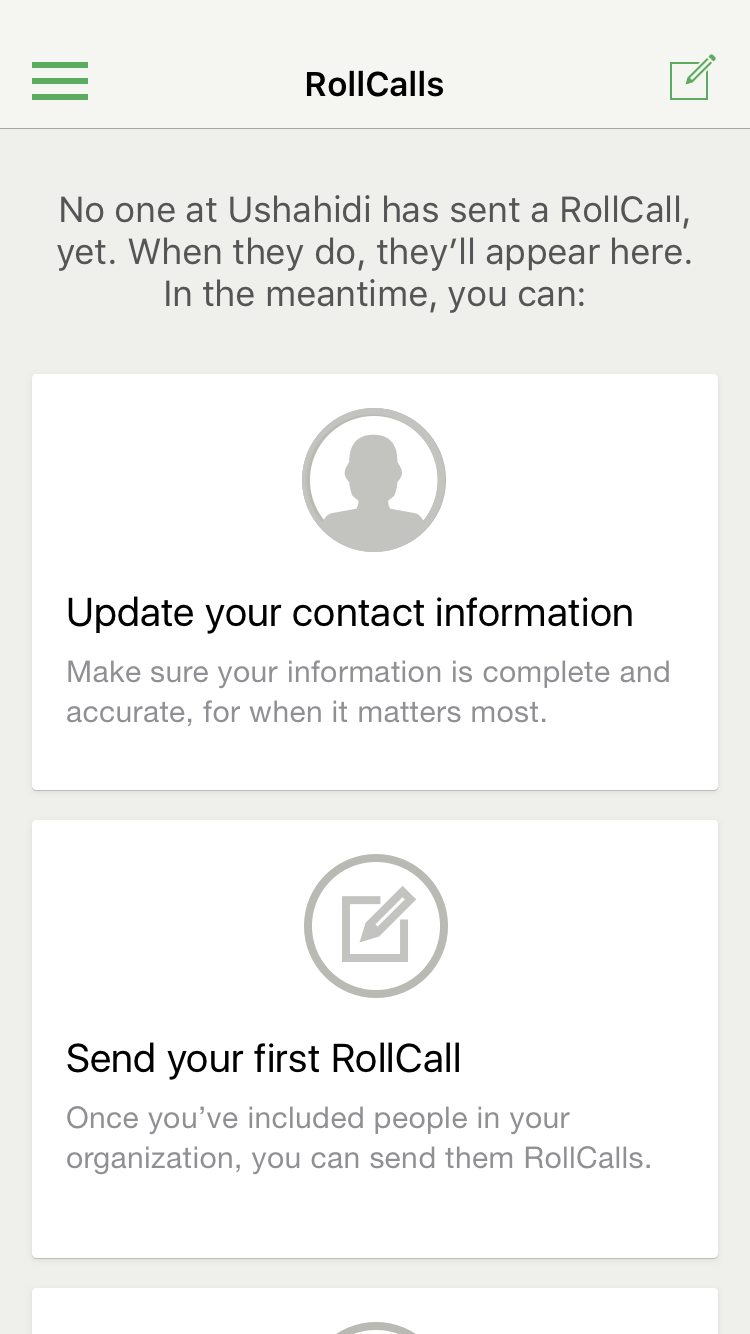 RollCalls
No one at Ushahidi has sent a RollCall,
yet. When they do, they’ll appear here.
In the meantime, you can:
Update your contact information
Make sure your information is complete and
accurate, for when it matters most.
Send your first RollCall
Once you’ve included people in your
organization, you can send them RollCalls.